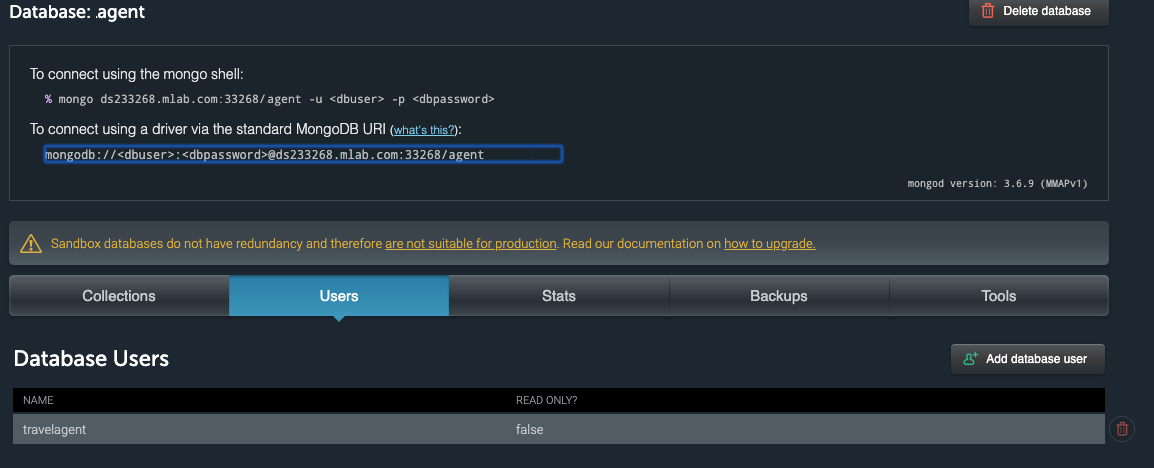 Database: .agent
Delete database
To connect using the mongo shell:
% mongo ds233268.mlab.com:33268/agent -u <dbuser> -p <dbpassword>
To connect using a driver via the standard MongoDB URI (what's this?):
mongodb://<dbuser>:<dbpassword>@ds233268.mlab.com:33268/agent
mongod version: 3.6.9 (MMAPv1)
Sandbox databases do not have redundancy and therefore are not suitable for production. Read our documentation on how to upgrade.
Collections Users Stats Backups Tools
Database Users
Add database user
NAME READ ONLY?
travelagent false